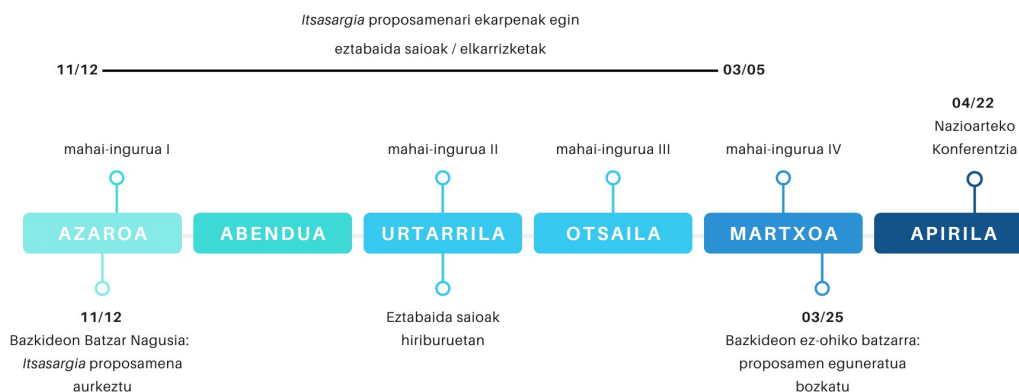 Itsasargia proposamenari ekarpenak egin
eztabaida saioak / elkarrizketak
11/12
03/05
04/22
Nazioarteko
Konferentzia
mahai-ingurua I
mahai-ingurua II
mahai-ingurua III
mahai-ingurua IV
AZAROA
ABENDUA
URTARRILA
OTSAILA
MARTXOA
APIRILA
11/12
Bazkideon Batzar Nagusia:
Itsasargia proposamena
aurkeztu
Eztabaida saioak
hiriburuetan
03/25
Bazkideon ez-ohiko batzarra:
proposamen eguneratua
bozkatu